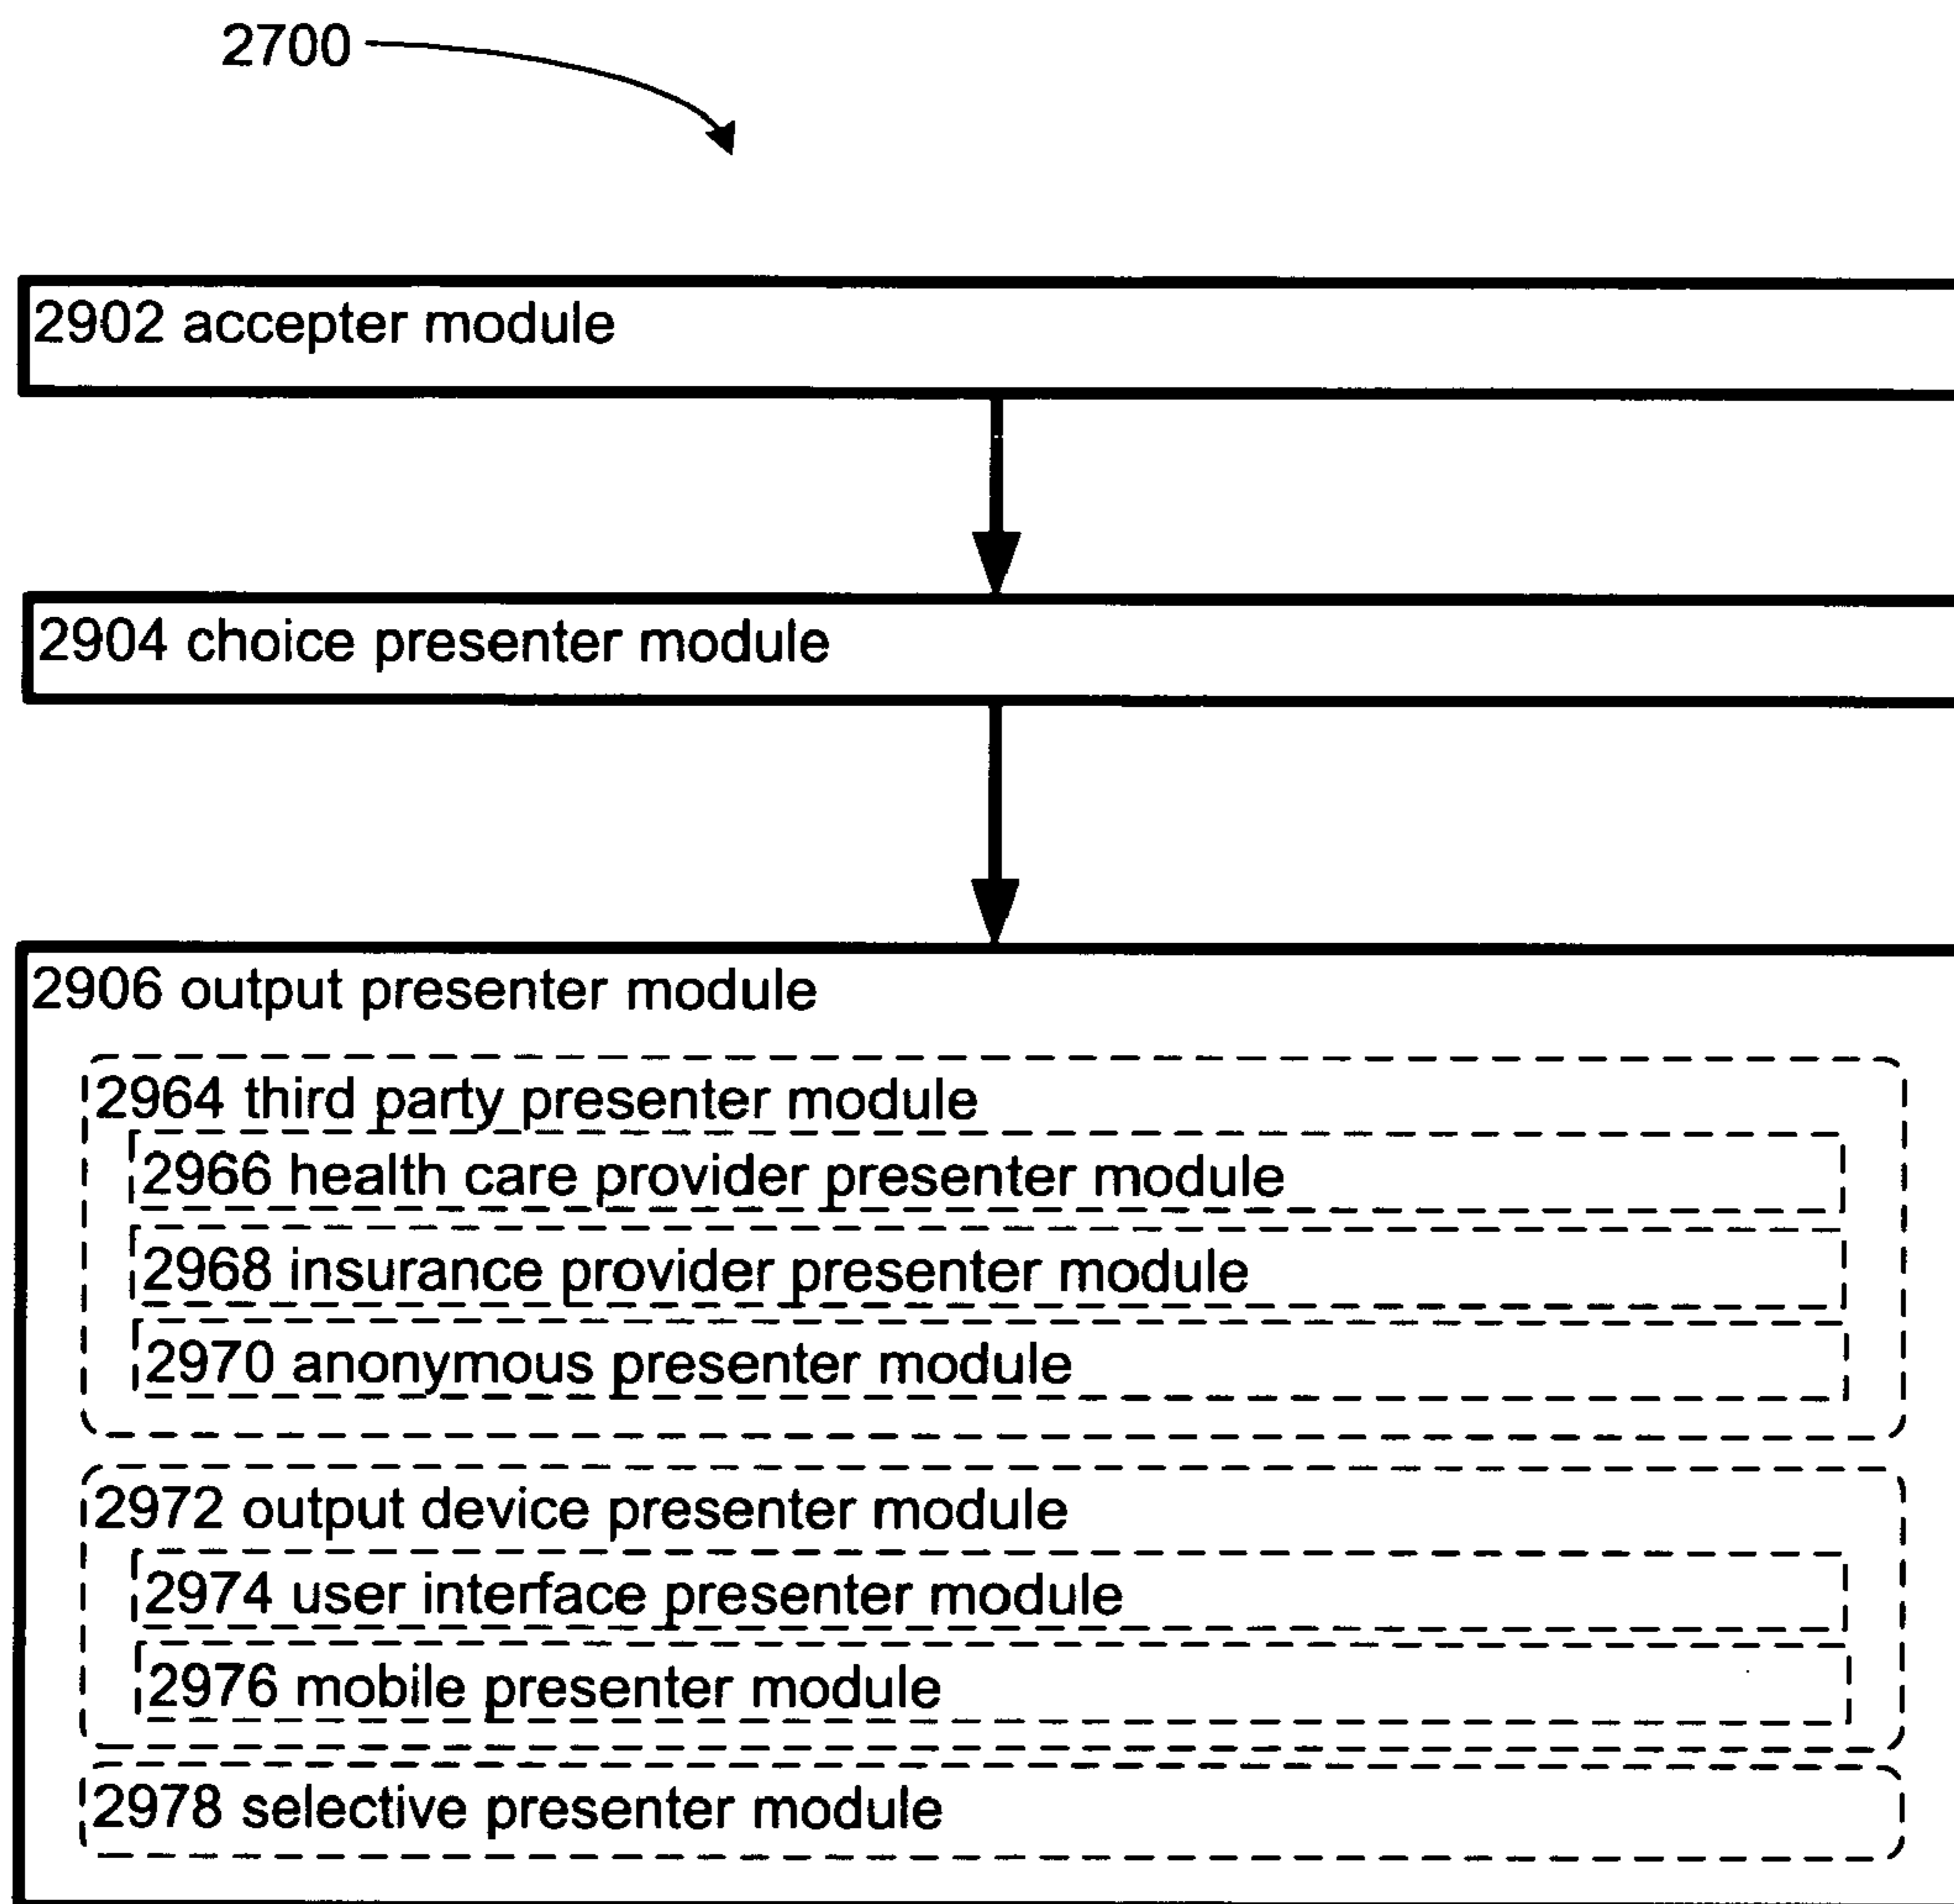 2700
2902 accepter module
2904 choice presenter module
2906 output presenter module
2964 third party presenter module
2966 health care provider presenter module
2968 insurance provider presenter module
2970 anonymous presenter module
2972 output device presenter module
2974 user interface presenter module
2976 mobile presenter module
2978 selective presenter module